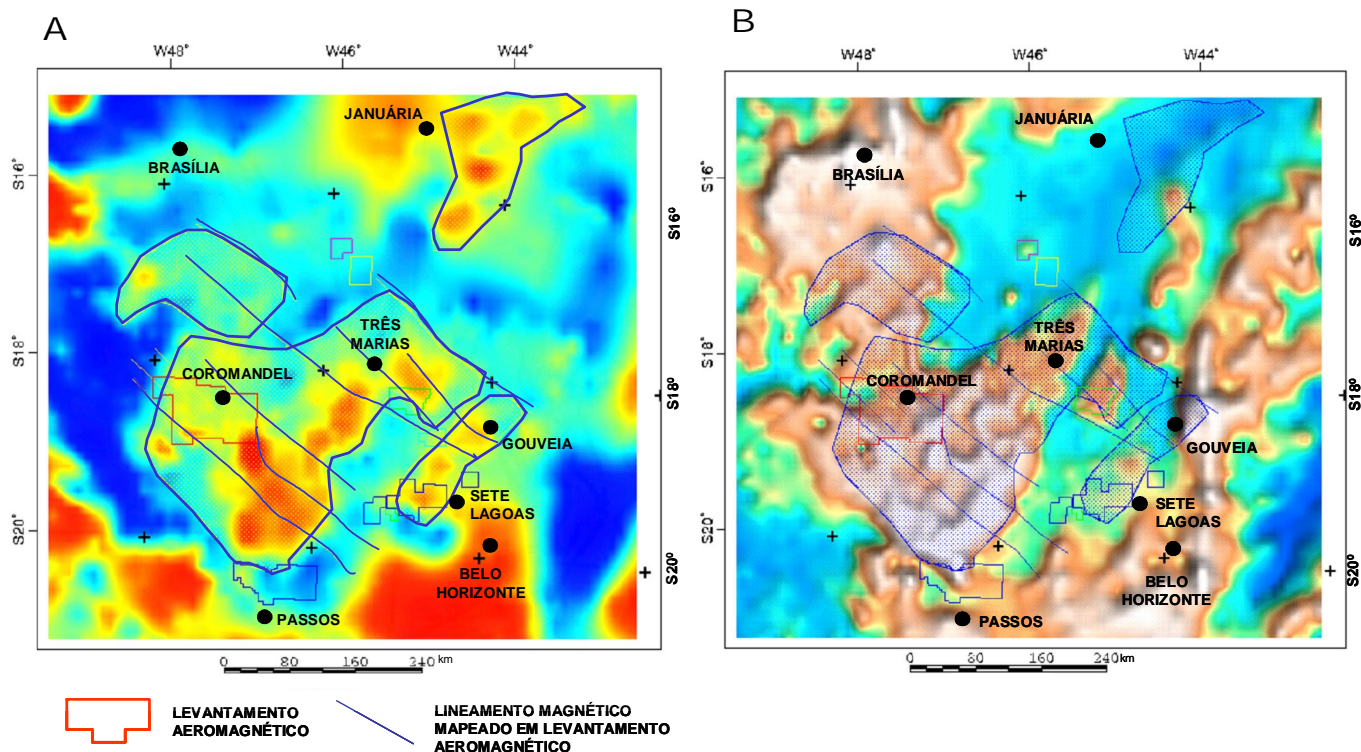 A
B
W48°
W46°
W44°
W48°
W46°
W44°
JANUÁRIA
BRASÍLIA
TRÊS
MARIAS
COROMANDEL
GOUVEIA
SETE
LAGOAS
BELO
HORIZONTE
PASSOS
S16°
S18°
S20°
S16°
S18°
S20°
0 80 160 240 km
JANUÁRIA
BRASÍLIA
TRÊS
MARIAS
COROMANDEL
GOUVEIA
SETE
LAGOAS
BELO
HORIZONTE
PASSOS
S16°
S18°
S20°
S16°
S18°
S20°
0 80 160 240 km
LEVANTAMENTO
AEROMAGNÉTICO
LINEAMENTO MAGNÉTICO
MAPEADO EM LEVANTAMENTO
AEROMAGNÉTICO